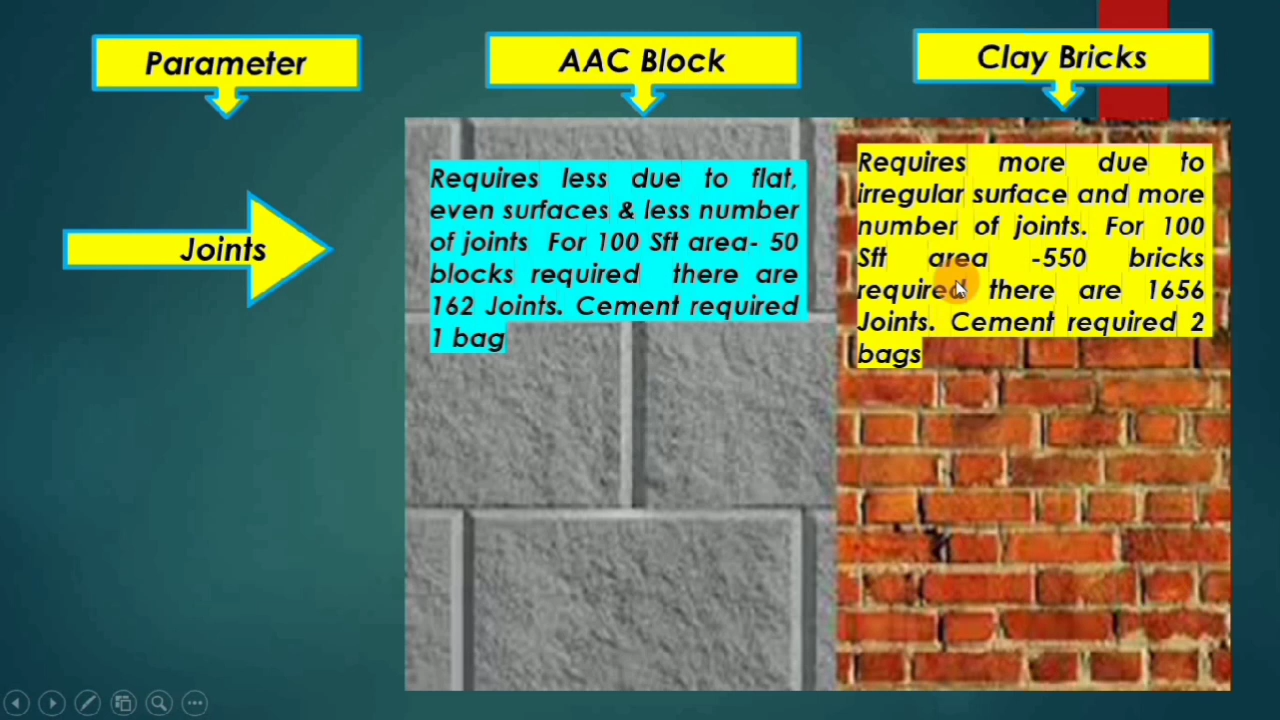 Parameter
AAC Block
Clay Bricks
Joints
Requires less due to flat,
even surfaces & less number
of joints For 100 Sft area- 50
blocks required there are
162 Joints. Cement required
1 bag
Requires more due to
irregular surface and more
number of joints. For 100
Sft area -550 bricks
required there are 1656
Joints. Cement required 2
bags